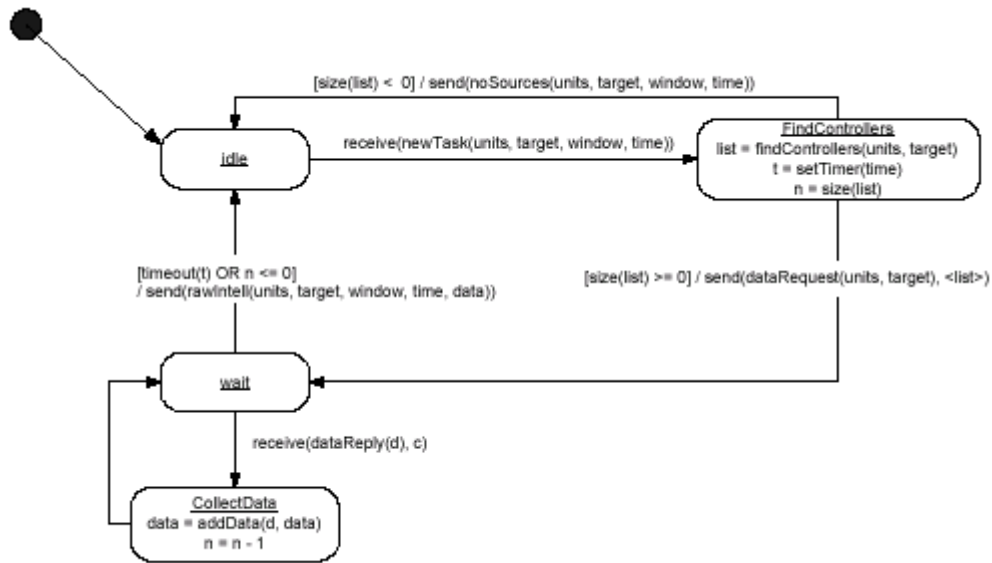 [size(list) < 0] / send(noSources(units, target, window, time))
idle
receive(newTask(units, target, window, time))
FindControllers
list = findControllers(units, target)
t = setTimer(time)
n = size(list)
[timeout(t) OR n <= 0]
/ send(rawIntell(units, target, window, time, data))
[size(list) >= 0] / send(dataRequest(units, target), <list>)
wait
receive(dataReply(d), c)
CollectData
data = addData(d, data)
n = n - 1